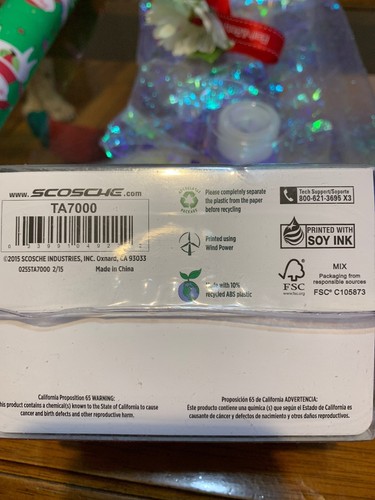 www.SCOSCHE.com
TA7000
©2015 SCOSCHE INDUSTRIES, INC. Oxnard, CA 93033
025STA7000 2/15 Made in China
Please completely separate
the plastic from the paper
before recycling
Printed using
Wind Power
with 10%
recycled ABS plastic
Tech Support/Soporte
800-621-3695 X3
PRINTED WITH
SOY INK
FSC
www.fsc.org
MIX
Packaging from
responsible sources
FSC® C105873
California Proposition 65 WARNING:
This product contains a chemical(s) known to the State of California to cause
cancer and birth defects and other reproductive harm.
Proposición 65 de California ADVERTENCIA:
Este producto contiene una química (s) que según el Estado de California es
causante de cáncer y defectos de nacimiento y otros daños reproductivos.